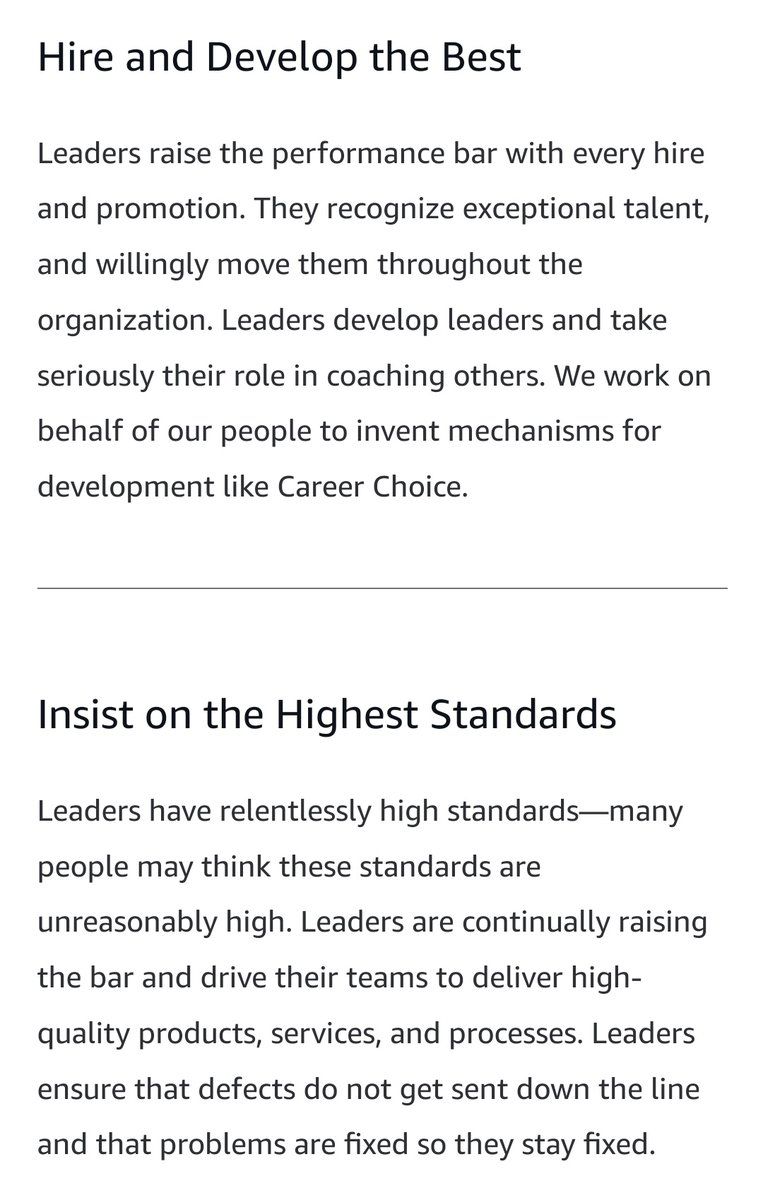 Hire and Develop the Best
Leaders raise the performance bar with every hire
and promotion. They recognize exceptional talent,
and willingly move them throughout the
organization. Leaders develop leaders and take
seriously their role in coaching others. We work on
behalf of our people to invent mechanisms for
development like Career Choice.
Insist on the Highest Standards
Leaders have relentlessly high standards—many
people may think these standards are
unreasonably high. Leaders are continually raising
the bar and drive their teams to deliver high-
quality products, services, and processes. Leaders
ensure that defects do not get sent down the line
and that problems are fixed so they stay fixed.